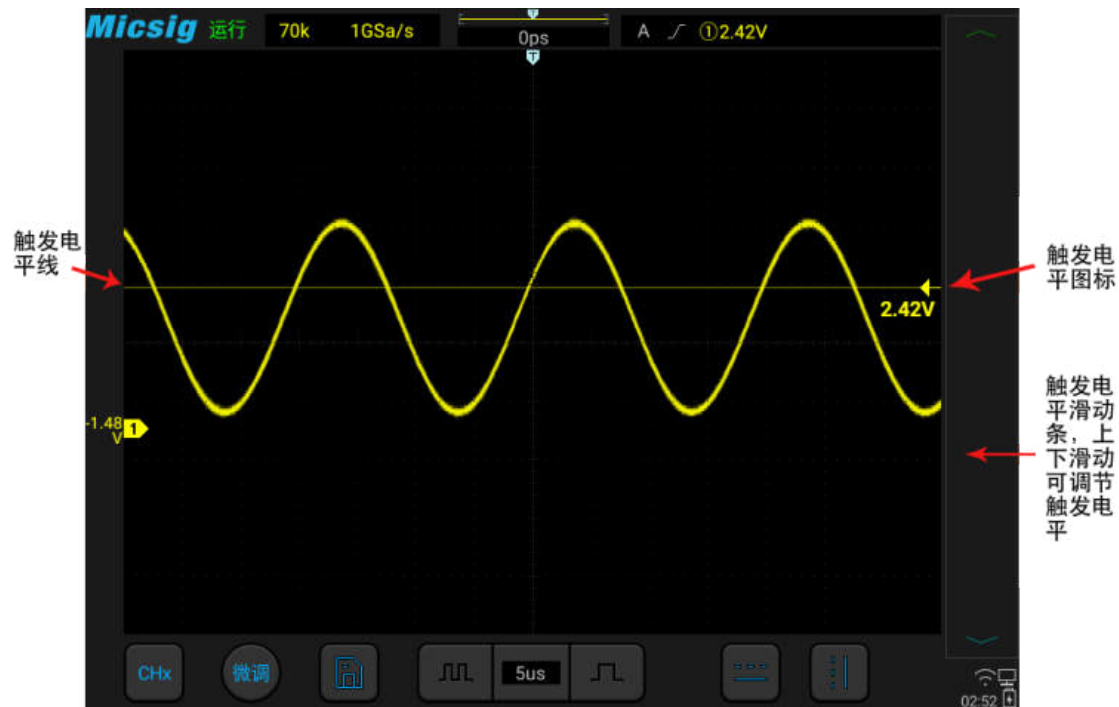 Micsig 运行 70k 1GSa/s T 0ps A ①2.42V
T
触发电
平线
触发电
平图标
2.42V
触发电
平滑动
条，上
下滑动
可调节
触发电
平
-1.48
V
1
CHx 微调 5us
02:52